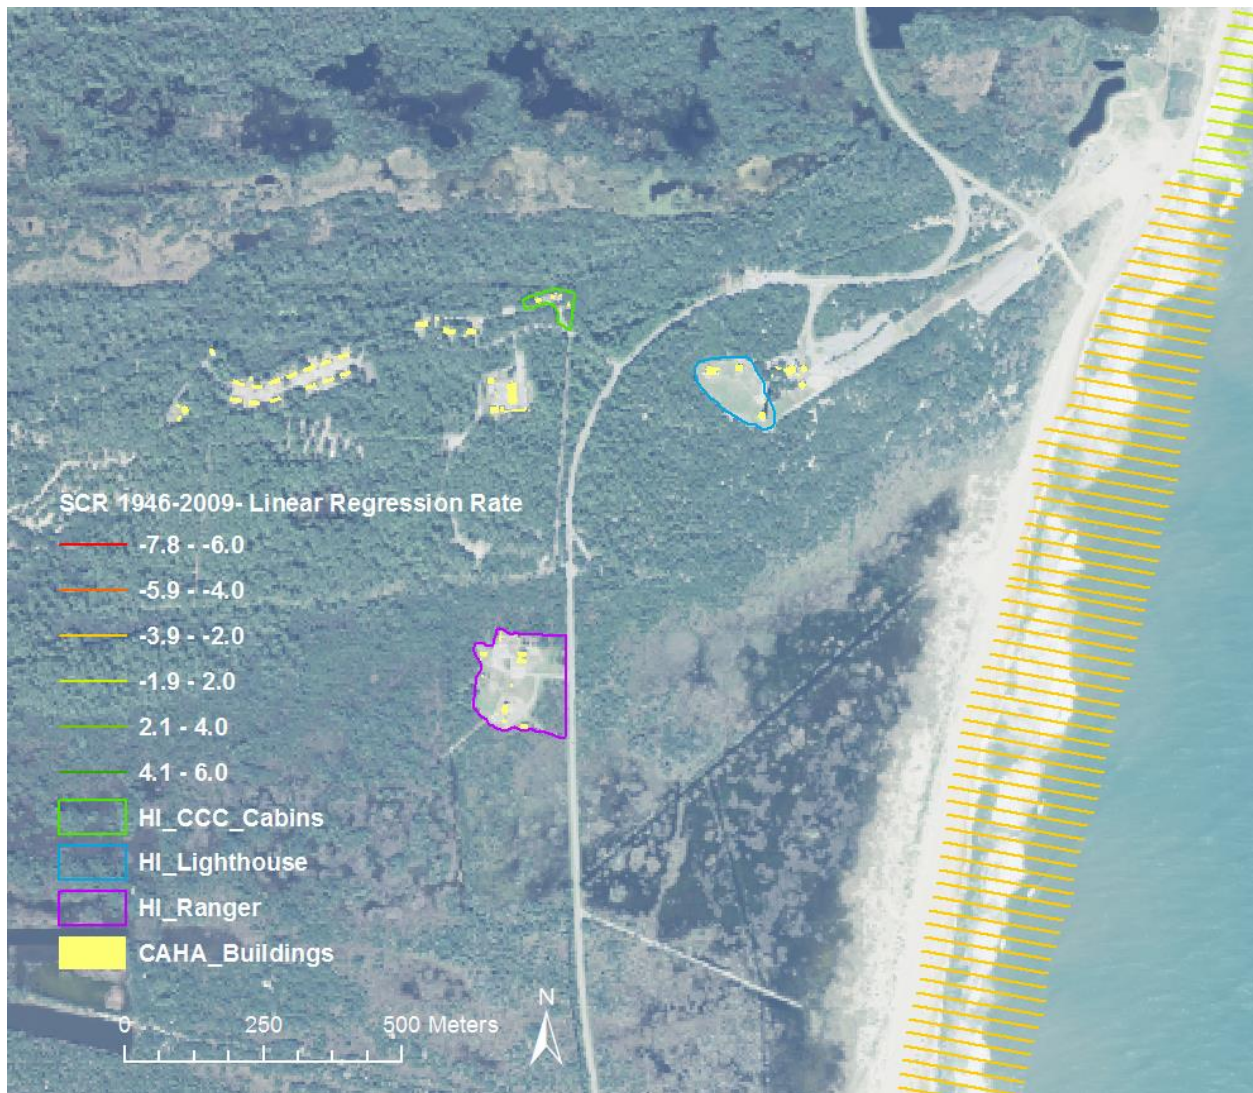 SCR 1946-2009- Linear Regression Rate
-7.8 - -6.0
-5.9 - -4.0
-3.9 - -2.0
-1.9 - 2.0
2.1 - 4.0
4.1 - 6.0
HI_CCC_Cabins
HI_Lighthouse
HI_Ranger
CAHA_Buildings
N
0 250 500 Meters